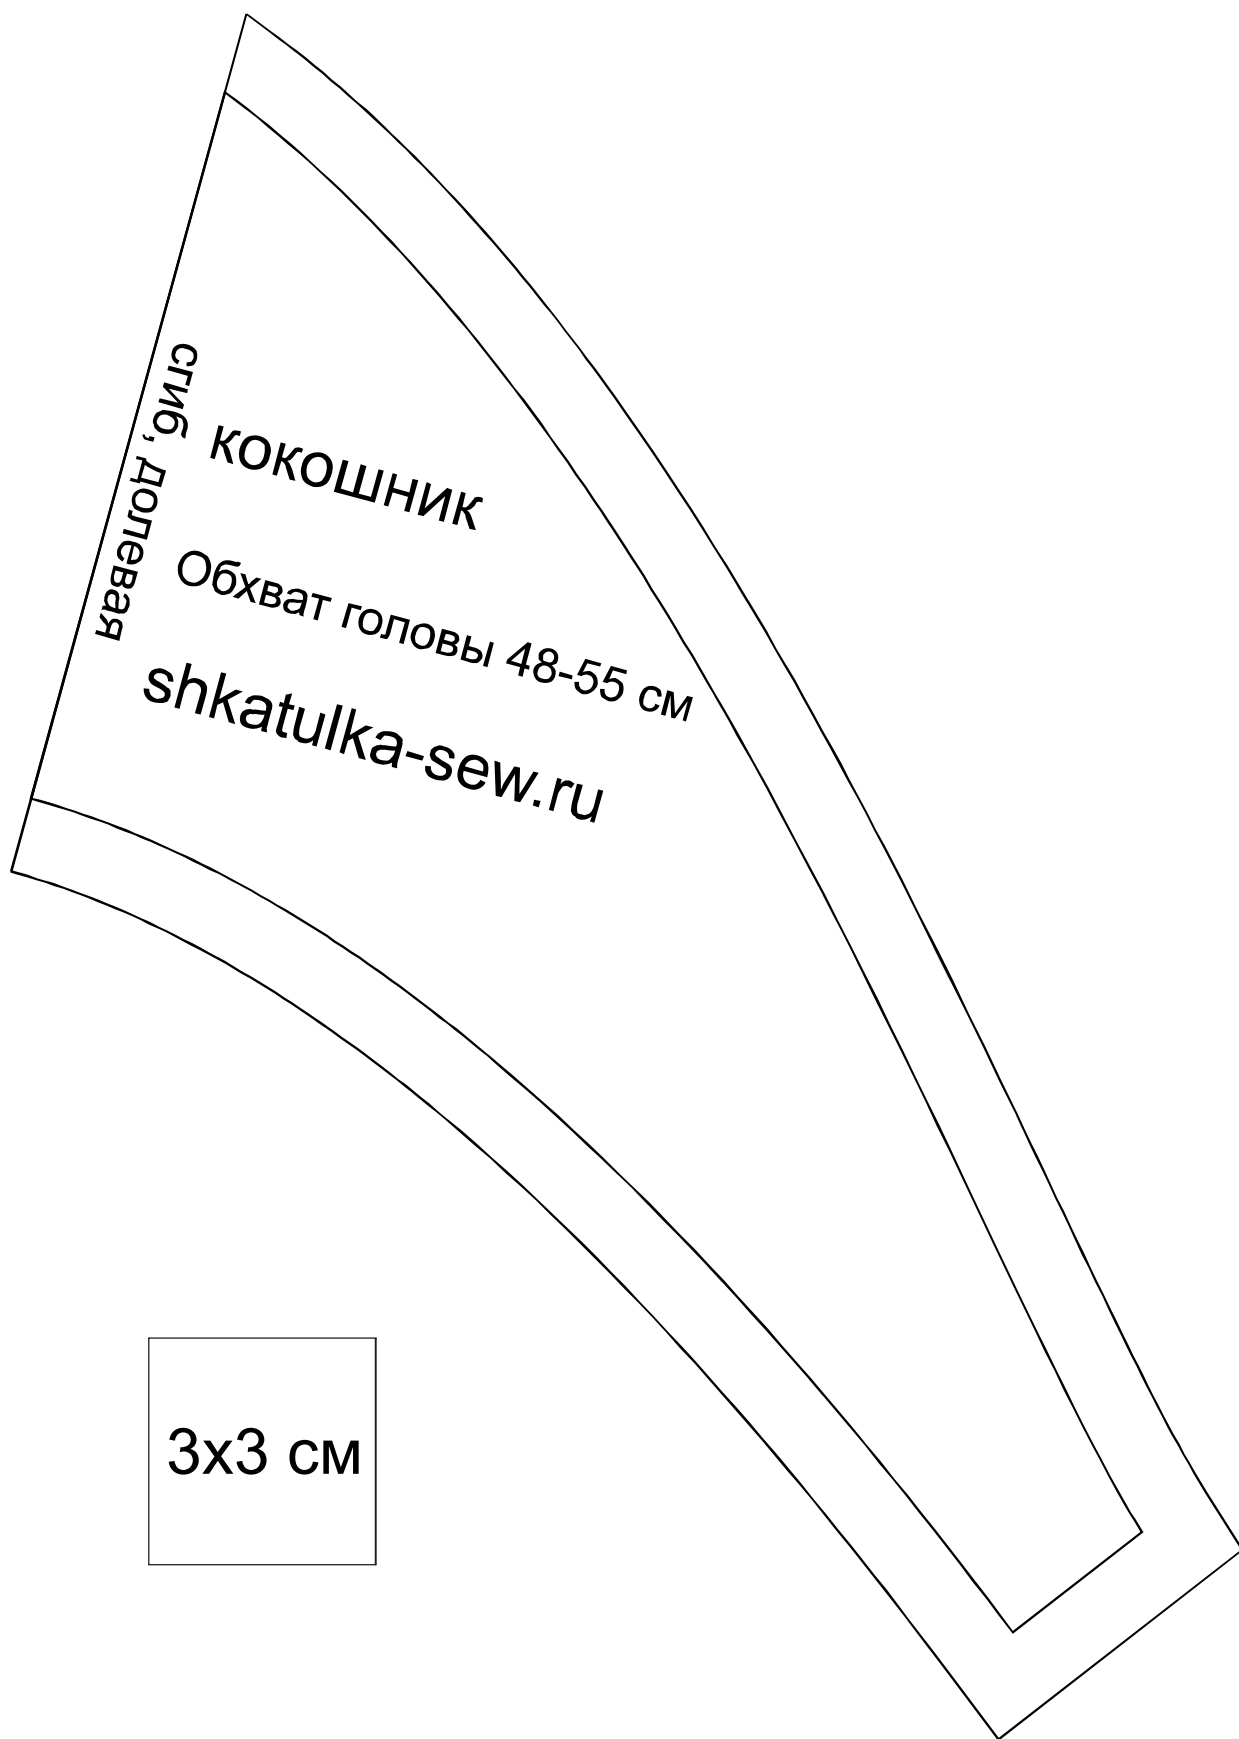 сгиб, долевая
кокошник
Обхват головы 48-55 см
shkatulka-sew.ru
3х3 см